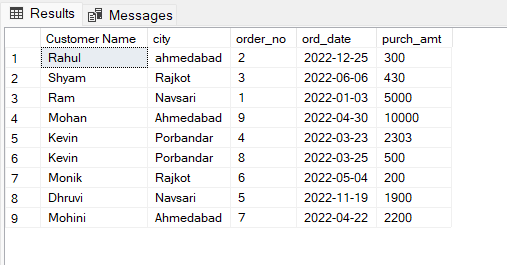 Results Messages
Customer Name city order_no ord_date purch_amt
1 Rahul ahmedabad 2 2022-12-25 300
2 Shyam Rajkot 3 2022-06-06 430
3 Ram Navsari 1 2022-01-03 5000
4 Mohan Ahmedabad 9 2022-04-30 10000
5 Kevin Porbandar 4 2022-03-23 2303
6 Kevin Porbandar 8 2022-03-25 500
7 Monik Rajkot 6 2022-05-04 200
8 Dhruvi Navsari 5 2022-11-19 1900
9 Mohini Ahmedabad 7 2022-04-22 2200